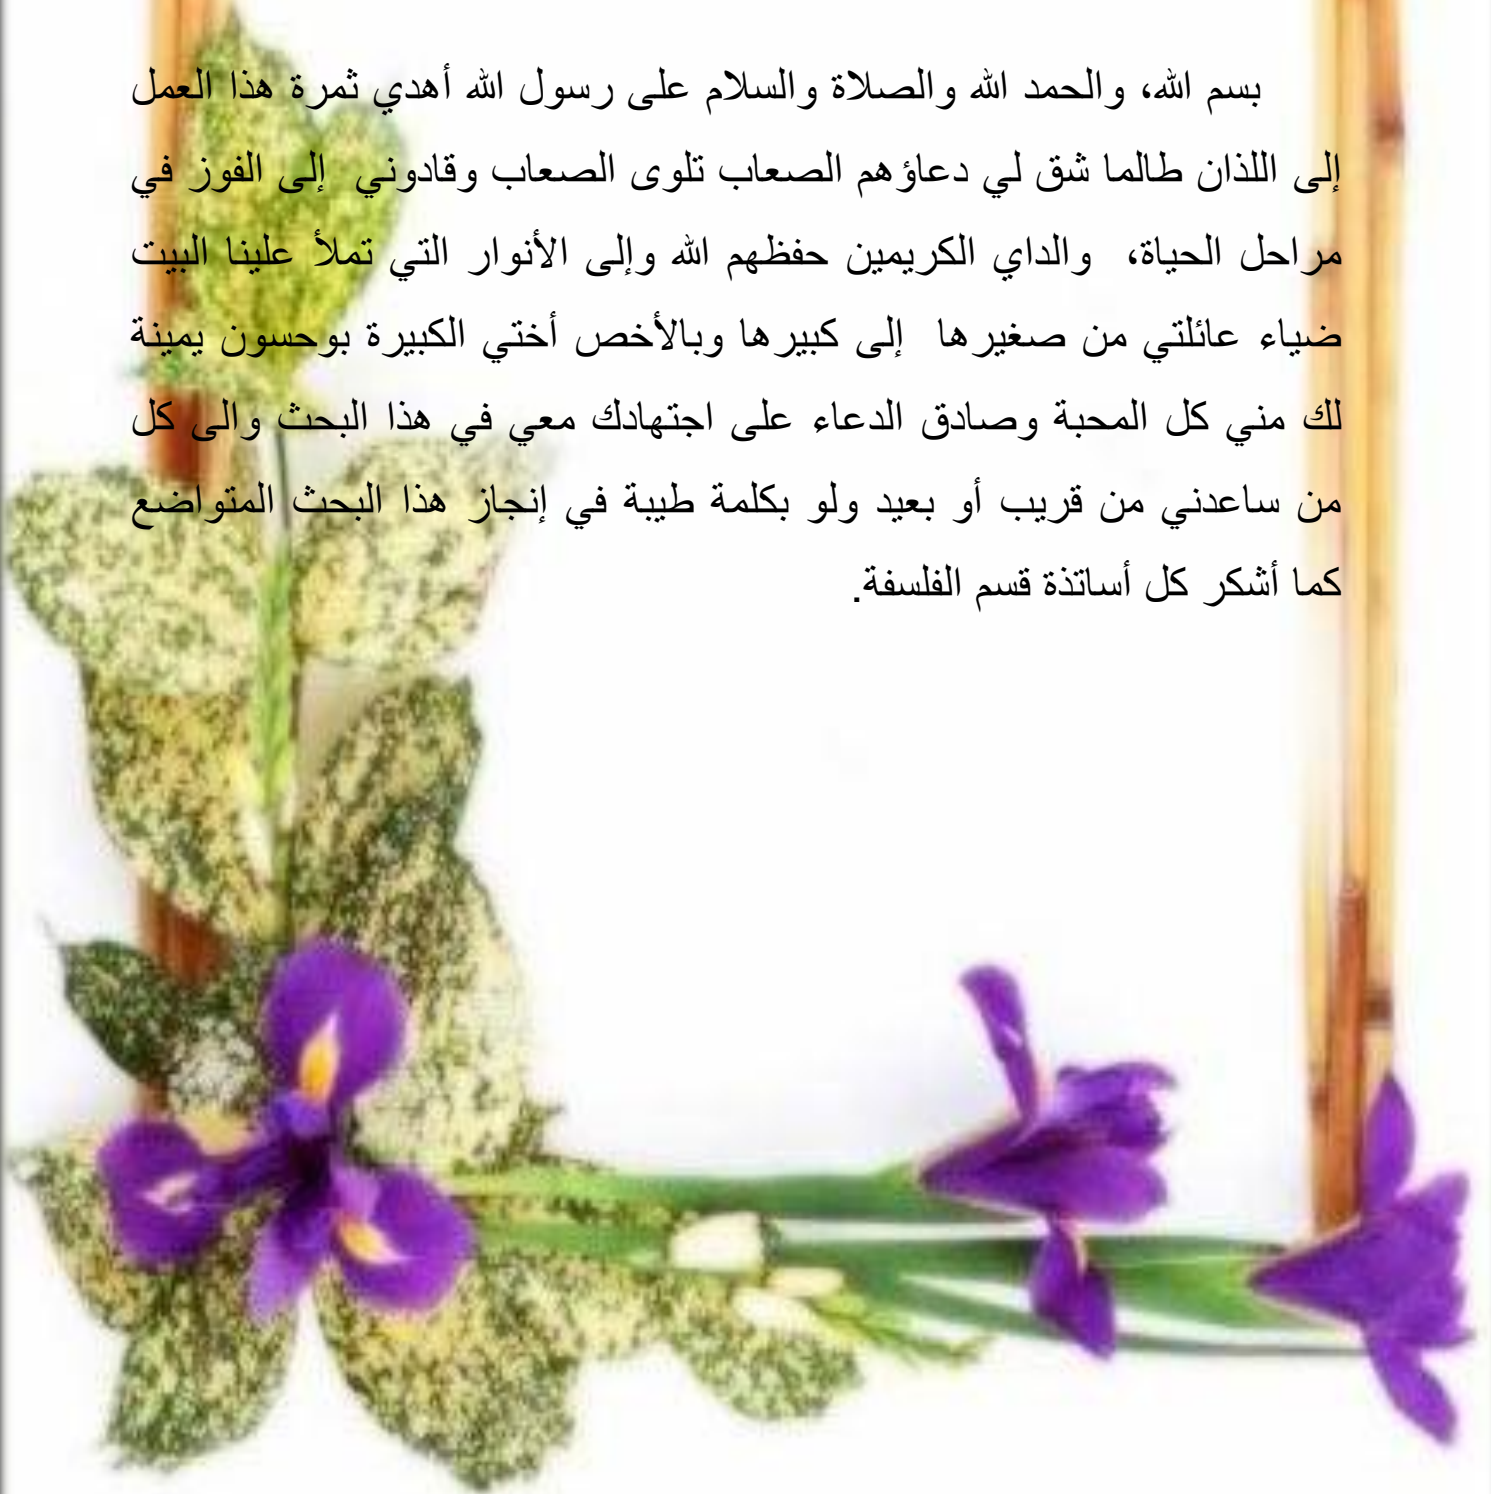 بسم الله، والحمد الله والصلاة والسلام على رسول الله أهدي ثمرة هذا العمل
إلى اللذان طالما شق لي دعاؤهم الصعاب تلوى الصعاب وقادوني إلى الفوز في
مراحل الحياة، والداي الكريمين حفظهم الله وإلى الأنوار التي تملأ علينا البيت
ضياء عائلتي من صغيرها إلى كبيرها وبالأخص أختي الكبيرة بوحسون يمينة
لك مني كل المحبة وصادق الدعاء على اجتهادك معي في هذا البحث والى كل
من ساعدني من قريب أو بعيد ولو بكلمة طيبة في إنجاز هذا البحث المتواضع
كما أشكر كل أساتذة قسم الفلسفة.